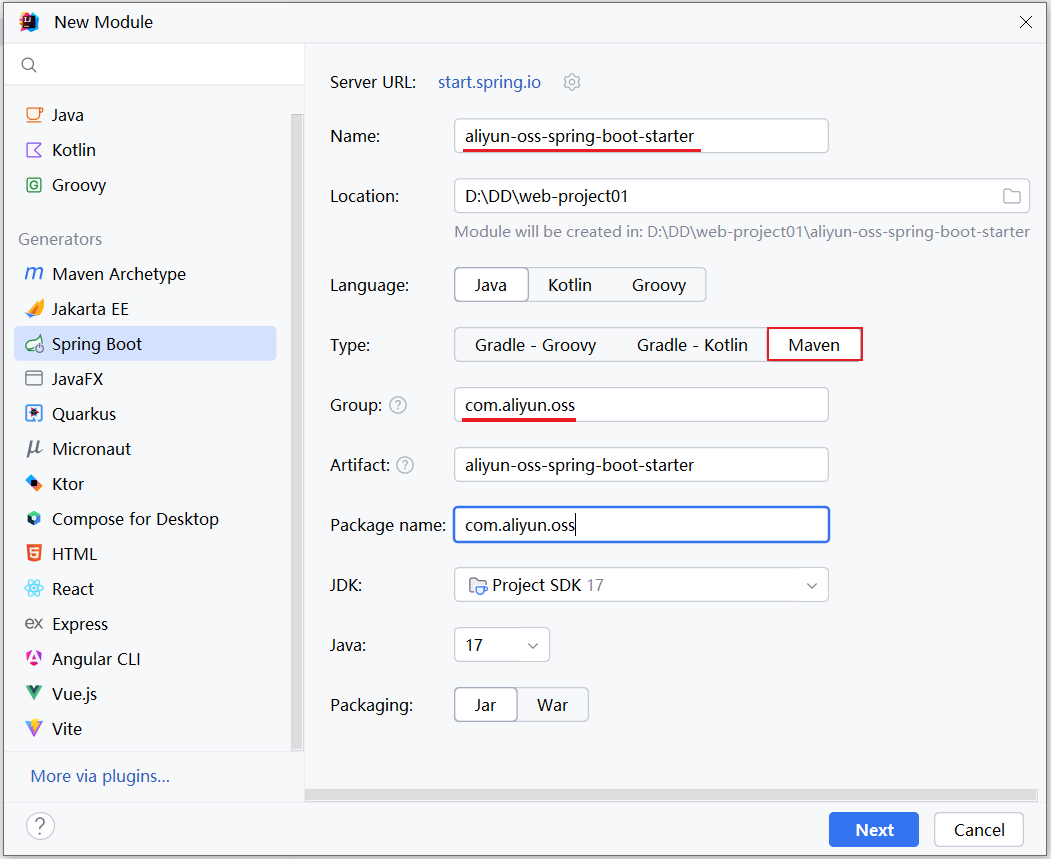 New Module
Java
Kotlin
Groovy
Generators
Maven Archetype
Jakarta EE
Spring Boot
JavaFX
Quarkus
Micronaut
Ktor
Compose for Desktop
HTML
React
Express
Angular CLI
Vue.js
Vite
More via plugins...
Server URL: start.spring.io
Name: aliyun-oss-spring-boot-starter
Location: D:\DD\web-project01
Module will be created in: D:\DD\web-project01\aliyun-oss-spring-boot-starter
Language: Java Kotlin Groovy
Type: Gradle - Groovy Gradle - Kotlin Maven
Group: ? com.aliyun.oss
Artifact: ? aliyun-oss-spring-boot-starter
Package name: com.aliyun.oss
JDK: Project SDK 17
Java: 17
Packaging: Jar War
? Next Cancel